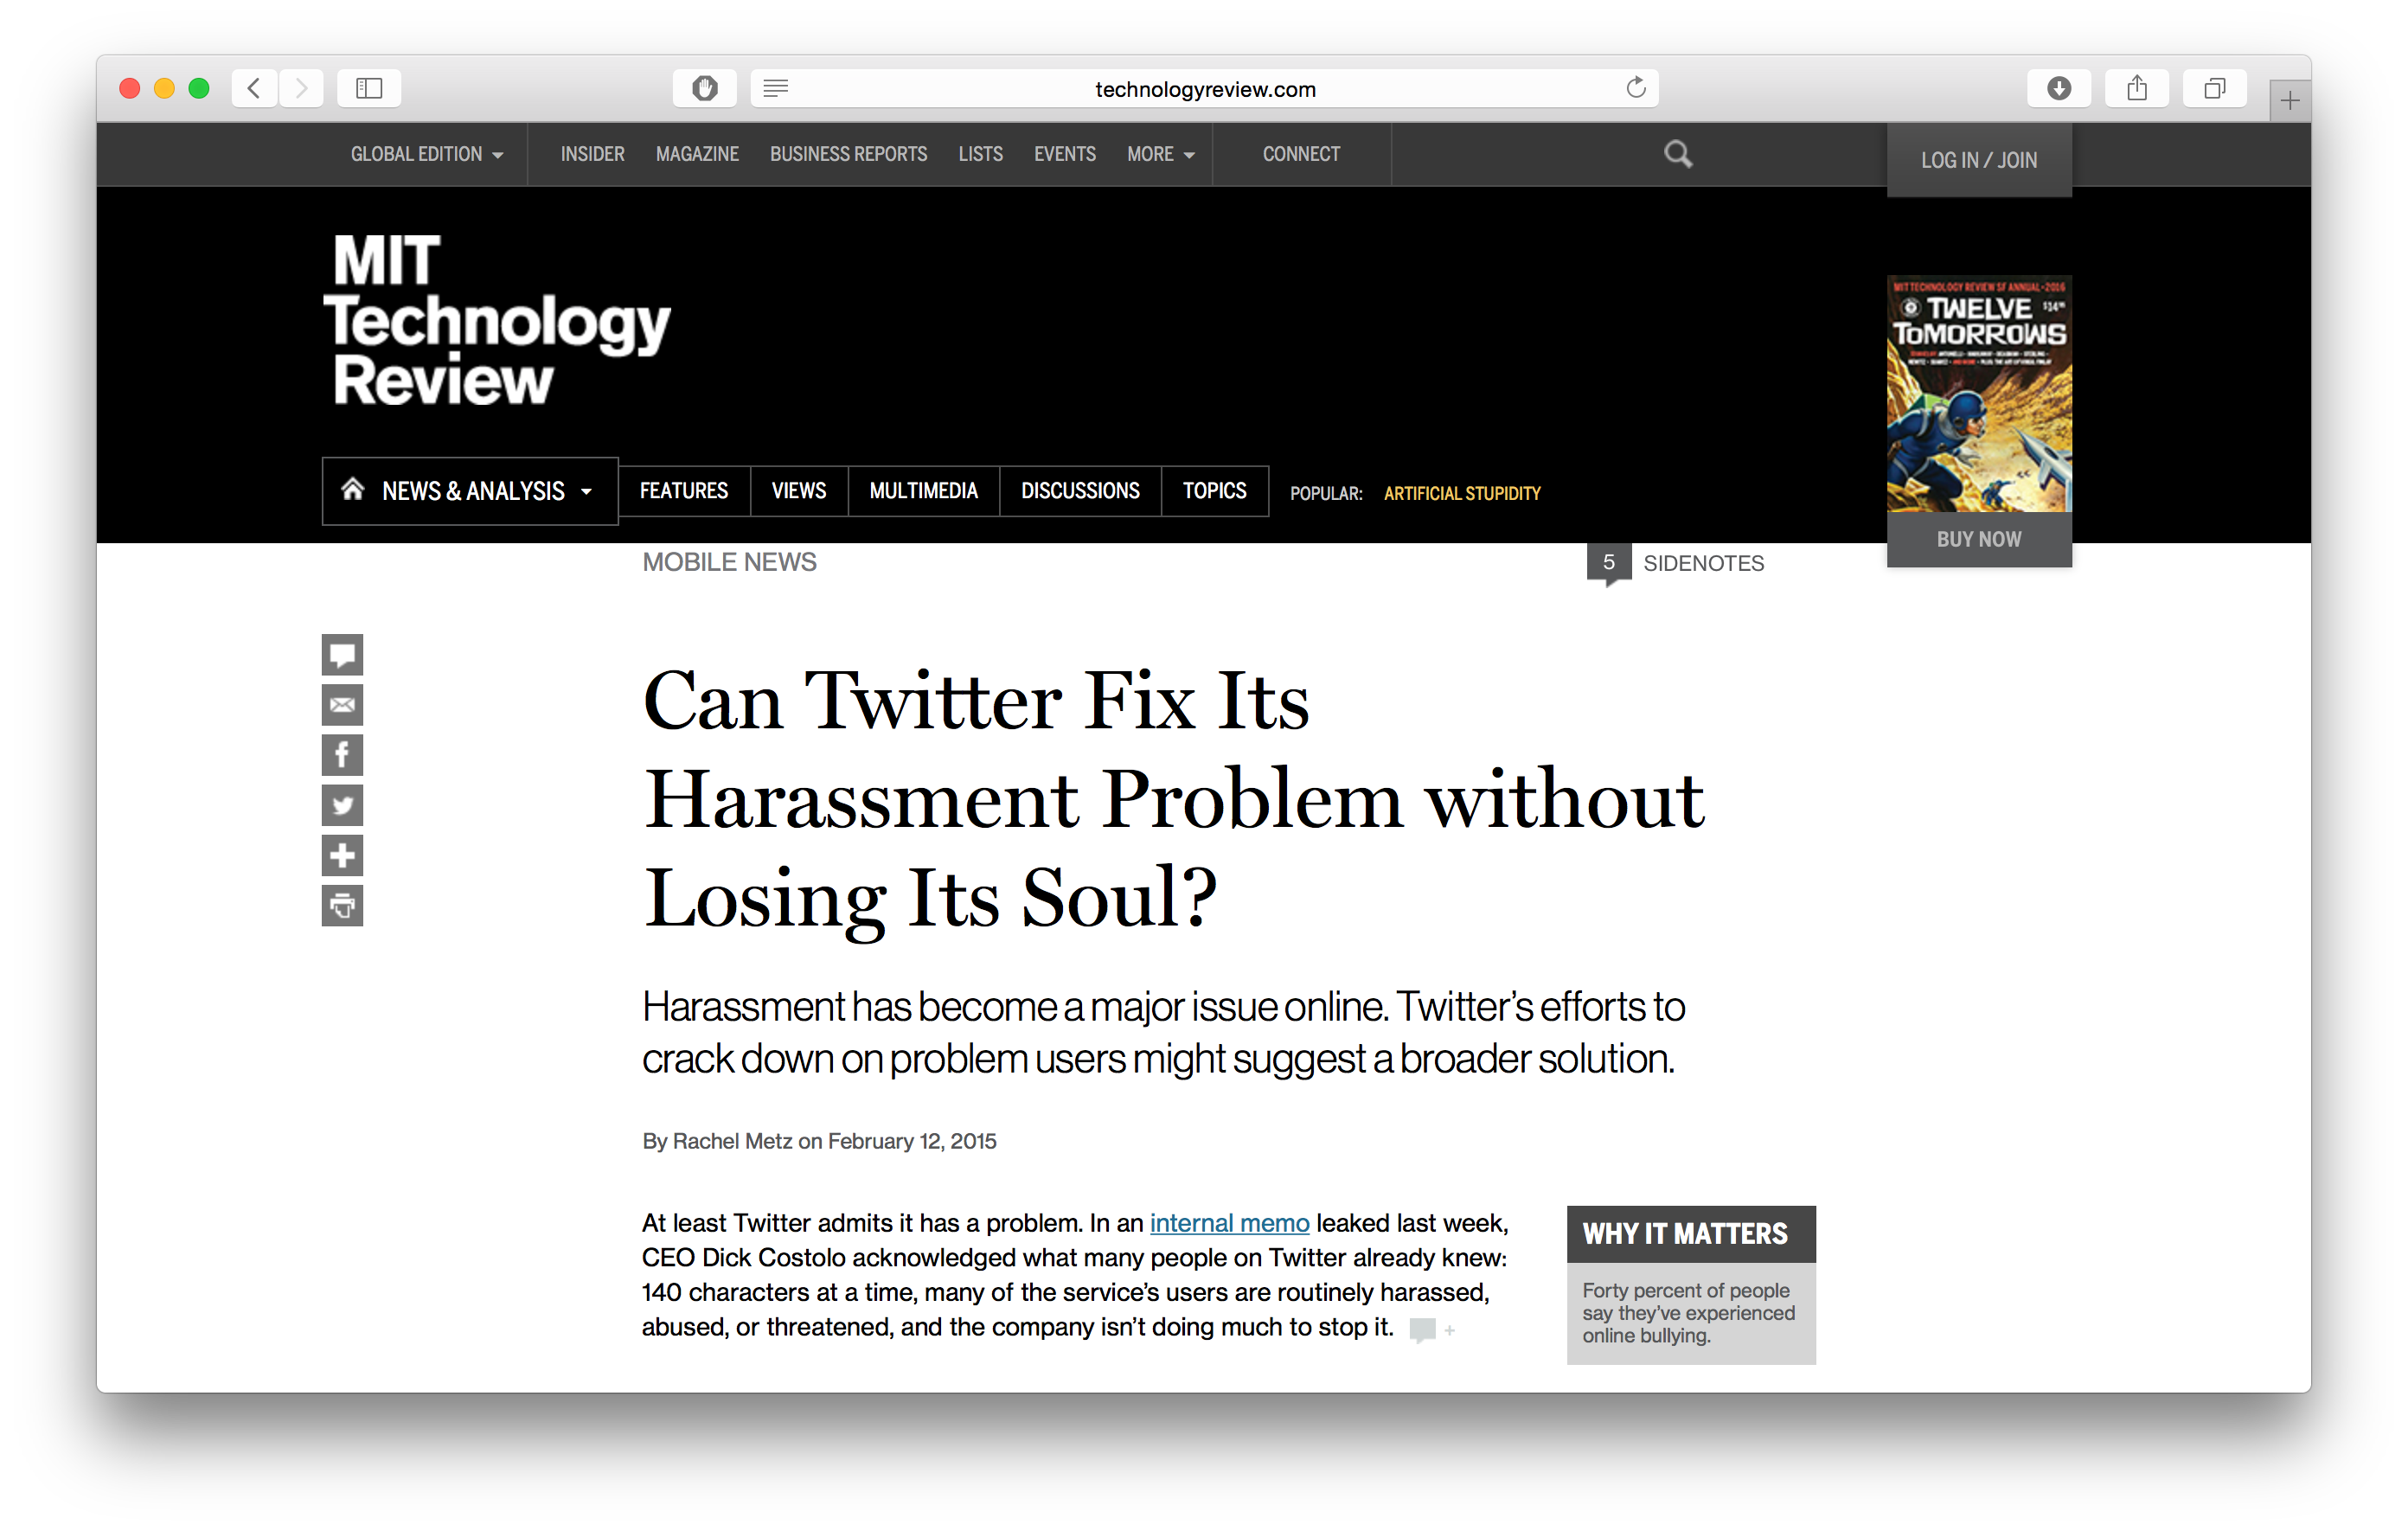 technologyreview.com
GLOBAL EDITION
INSIDER
MAGAZINE
BUSINESS REPORTS
LISTS
EVENTS
MORE
CONNECT
LOG IN / JOIN
MIT
Technology
Review
MIT TECHNOLOGY REVIEW SF ANNUAL • 2016
TWELVE
TOMORROWS
BUY NOW
NEWS & ANALYSIS
FEATURES
VIEWS
MULTIMEDIA
DISCUSSIONS
TOPICS
POPULAR:
ARTIFICIAL STUPIDITY
MOBILE NEWS
5 SIDENOTES
Can Twitter Fix Its
Harassment Problem without
Losing Its Soul?
Harassment has become a major issue online. Twitter’s efforts to
crack down on problem users might suggest a broader solution.
By Rachel Metz on February 12, 2015
At least Twitter admits it has a problem. In an internal memo leaked last week,
CEO Dick Costolo acknowledged what many people on Twitter already knew:
140 characters at a time, many of the service’s users are routinely harassed,
abused, or threatened, and the company isn’t doing much to stop it. +
WHY IT MATTERS
Forty percent of people
say they’ve experienced
online bullying.